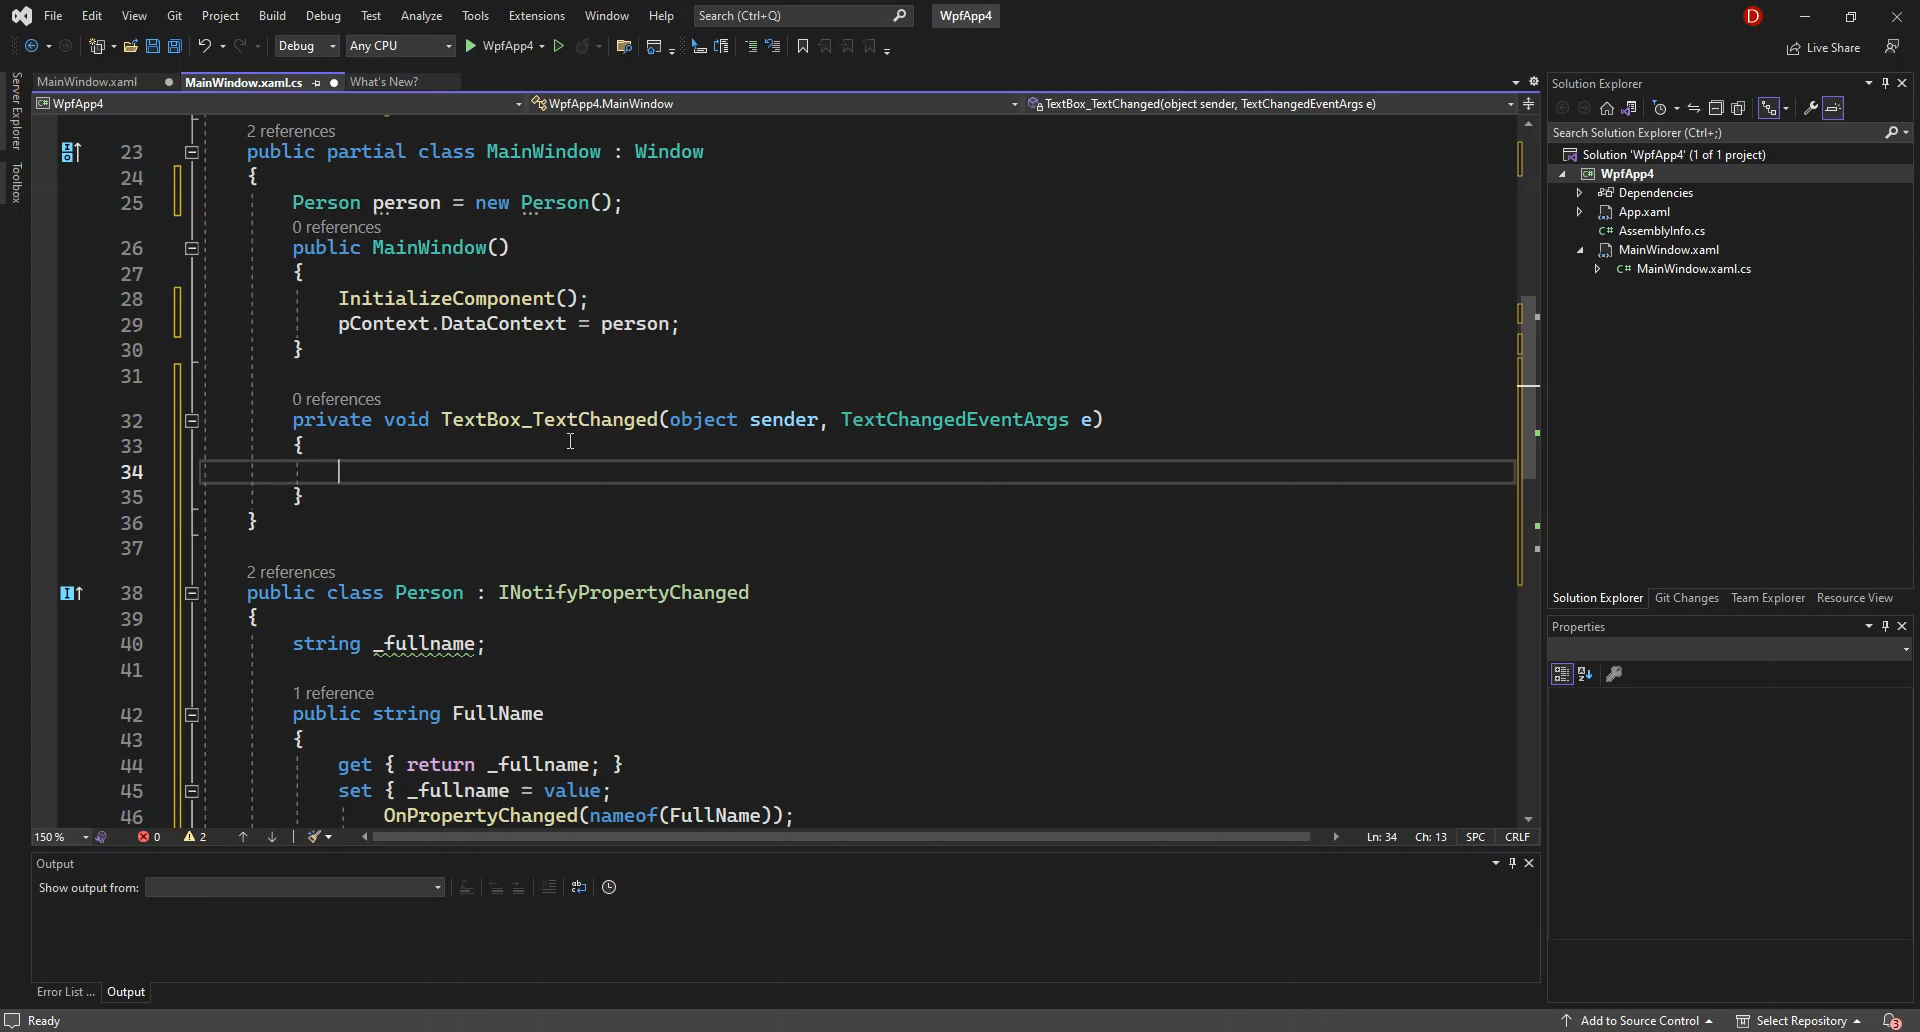 File Edit View Git Project Build Debug Test Analyze Tools Extensions Window Help Search (Ctrl+Q) WpfApp4 D
Debug Any CPU WpfApp4 Live Share
MainWindow.xaml MainWindow.xaml.cs What's New?
WpfApp4 WpfApp4.MainWindow TextBox_TextChanged(object sender, TextChangedEventArgs e)
Server Explorer
Toolbox
2 references
23 public partial class MainWindow : Window
24 {
25 Person person = new Person();
0 references
26 public MainWindow()
27 {
28 InitializeComponent();
29 pContext.DataContext = person;
30 }
31
0 references
32 private void TextBox_TextChanged(object sender, TextChangedEventArgs e)
33 {
34
35 }
36 }
37
2 references
38 public class Person : INotifyPropertyChanged
39 {
40 string _fullname;
41
1 reference
42 public string FullName
43 {
44 get { return _fullname; }
45 set { _fullname = value;
46 OnPropertyChanged(nameof(FullName));
150 % 0 2 Ln: 34 Ch: 13 SPC CRLF
Output
Show output from:
Error List ... Output
Solution Explorer
Search Solution Explorer (Ctrl+;)
Solution 'WpfApp4' (1 of 1 project)
WpfApp4
Dependencies
App.xaml
C# AssemblyInfo.cs
MainWindow.xaml
C# MainWindow.xaml.cs
Solution Explorer Git Changes Team Explorer Resource View
Properties
Ready Add to Source Control Select Repository 3